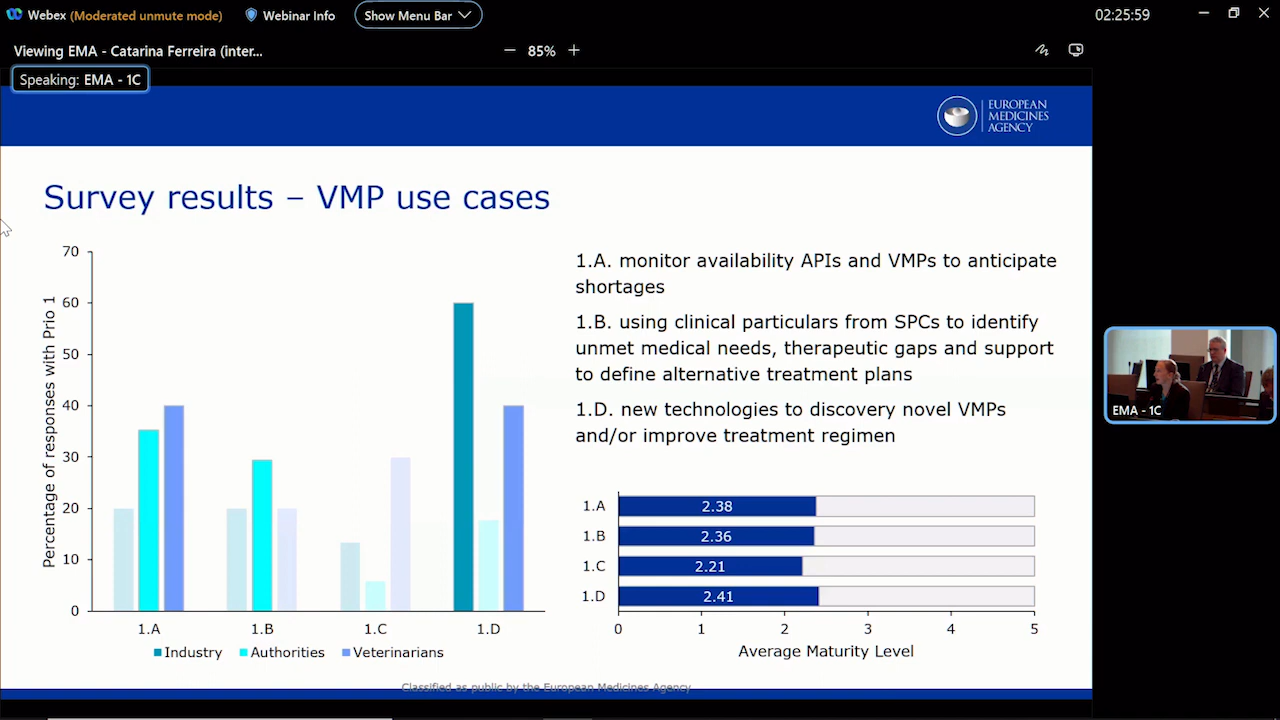 Webex (Moderated unmute mode)
Webinar Info
Show Menu Bar
02:25:59
Viewing EMA - Catarina Ferreira (inter...
85%
Speaking: EMA - 1C
EUROPEAN
MEDICINES
AGENCY
Survey results – VMP use cases
Percentage of responses with Prio 1
70
60
50
40
30
20
10
0
1.A
1.B
1.C
1.D
Industry
Authorities
Veterinarians
1.A. monitor availability APIs and VMPs to anticipate
shortages
1.B. using clinical particulars from SPCs to identify
unmet medical needs, therapeutic gaps and support
to define alternative treatment plans
1.D. new technologies to discovery novel VMPs
and/or improve treatment regimen
1.A 2.38
1.B 2.36
1.C 2.21
1.D 2.41
0 1 2 3 4 5
Average Maturity Level
Classified as public by the European Medicines Agency
EMA - 1C